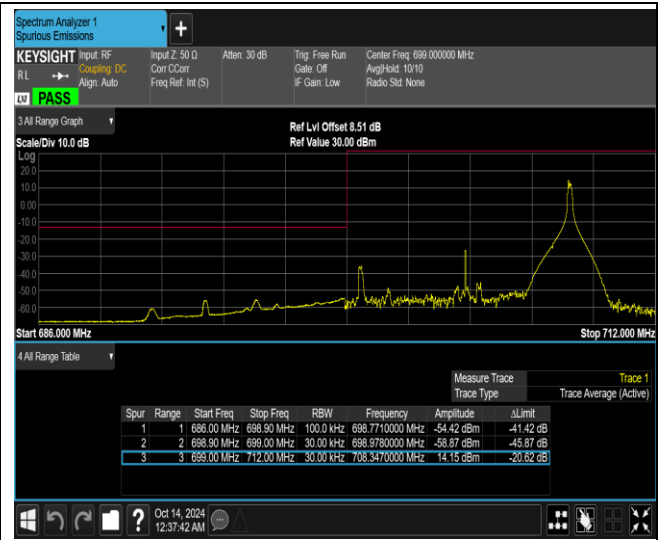 Spectrum Analyzer 1
Spurious Emissions
+
KEYSIGHT Input: RF Input Z: 50 Ω Atten: 30 dB Trig: Free Run Center Freq: 699.000000 MHz
RL Coupling: DC Corr CCorr Gate: Off Avg|Hold: 10/10
Align: Auto Freq Ref: Int (S) IF Gain: Low Radio Std: None
LXI PASS
3 All Range Graph
Ref Lvl Offset 8.51 dB
Scale/Div 10.0 dB Ref Value 30.00 dBm
Log
20.0
10.0
0.00
-10.0
-20.0
-30.0
-40.0
-50.0
-60.0
Start 686.000 MHz Stop 712.000 MHz
4 All Range Table
Measure Trace Trace 1
Trace Type Trace Average (Active)
Spur Range Start Freq Stop Freq RBW Frequency Amplitude ΔLimit
1 1 686.00 MHz 698.90 MHz 100.0 kHz 698.7710000 MHz -54.42 dBm -41.42 dB
2 2 698.90 MHz 699.00 MHz 30.00 kHz 698.9780000 MHz -58.87 dBm -45.87 dB
3 3 699.00 MHz 712.00 MHz 30.00 kHz 708.3470000 MHz 14.15 dBm -20.62 dB
? Oct 14, 2024
12:37:42 AM